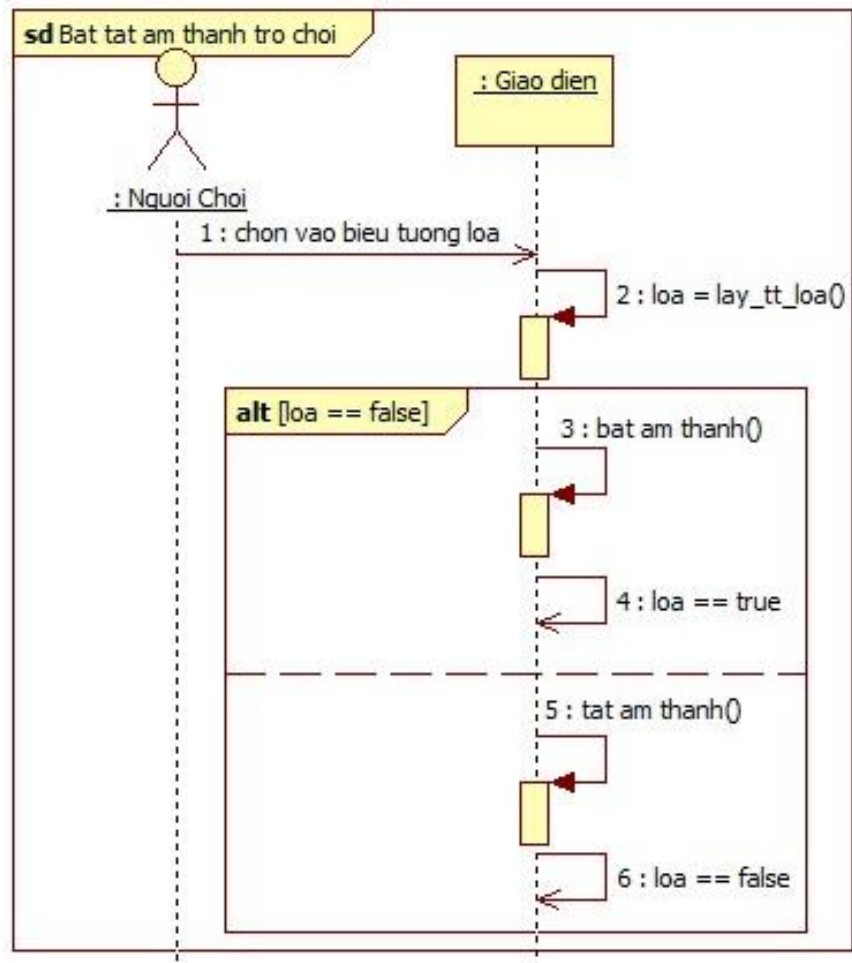 sd Bat tat am thanh tro choi
: Giao dien
: Nguoi Choi
1 : chon vao bieu tuong loa
2 : loa = lay_tt_loa()
alt [loa == false]
3 : bat am thanh()
4 : loa == true
5 : tat am thanh()
6 : loa == false